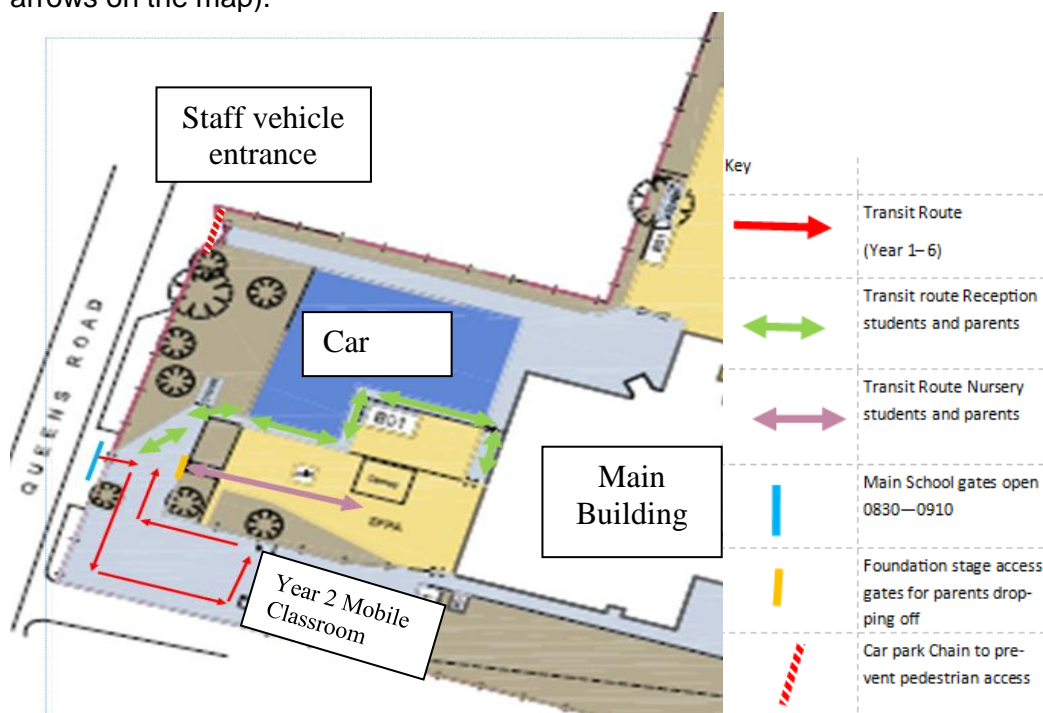 arrows on the map).
Staff vehicle
entrance
QUEENS ROAD
Car
B01
Main
Building
Year 2 Mobile
Classroom
Key
Transit Route
(Year 1–6)
Transit route Reception
students and parents
Transit Route Nursery
students and parents
Main School gates open
0830—0910
Foundation stage access
gates for parents drop-
ping off
Car park Chain to pre-
vent pedestrian access